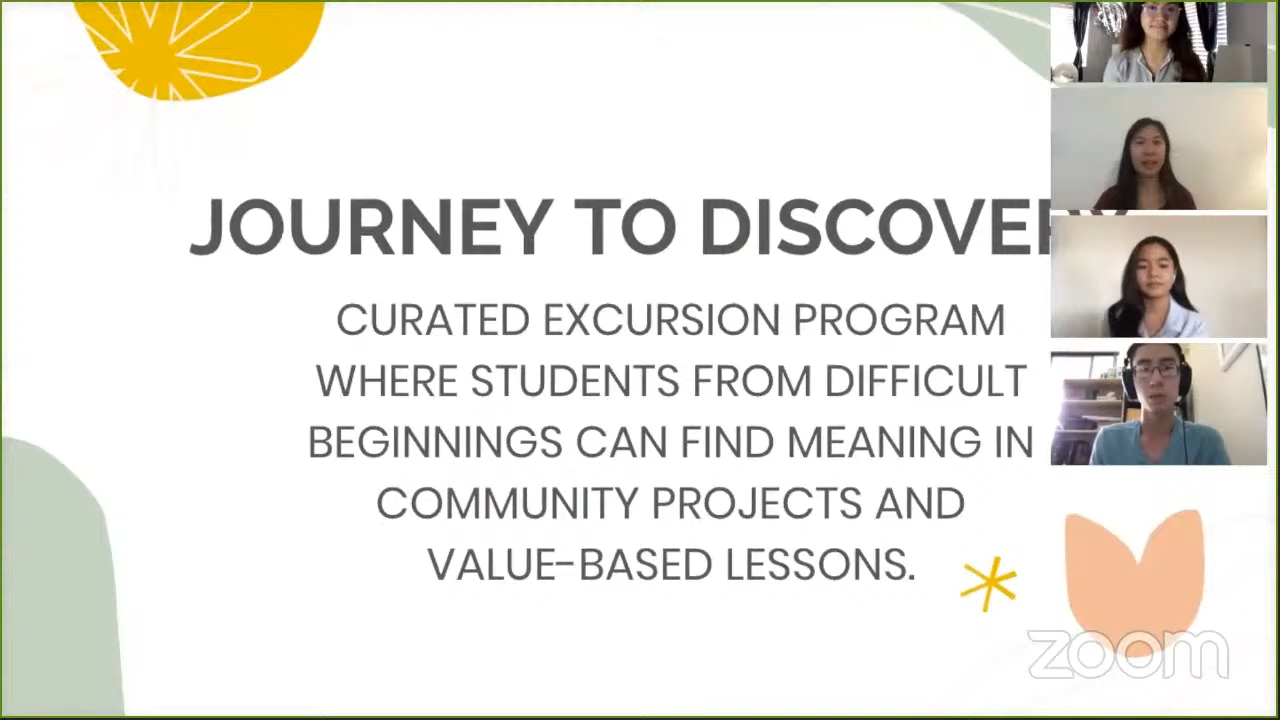 JOURNEY TO DISCOVERY
CURATED EXCURSION PROGRAM
WHERE STUDENTS FROM DIFFICULT
BEGINNINGS CAN FIND MEANING IN
COMMUNITY PROJECTS AND
VALUE-BASED LESSONS.
zoom